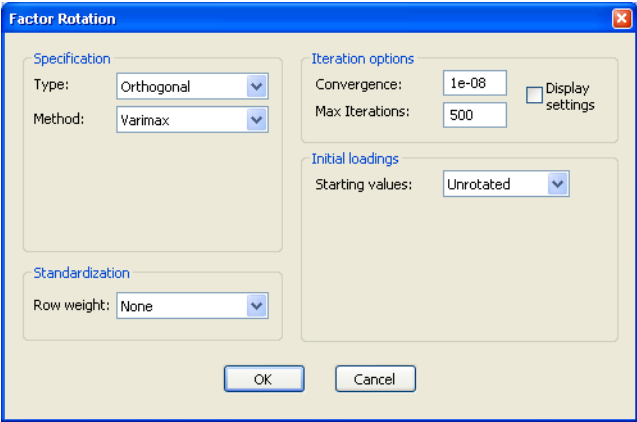 Factor Rotation
Specification
Type: Orthogonal
Method: Varimax
Standardization
Row weight: None
Iteration options
Convergence: 1e-08
Max Iterations: 500
Display
settings
Initial loadings
Starting values: Unrotated
OK Cancel